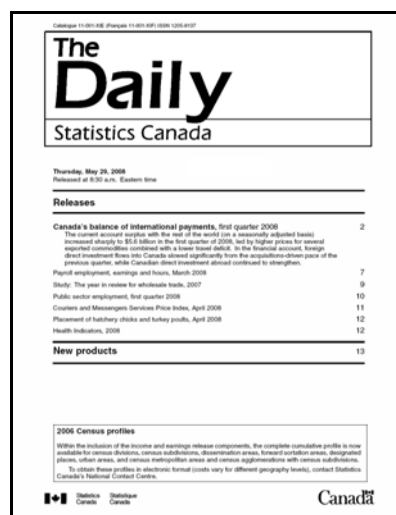 Catalogue 11-001-XIE (Français 11-001-XIF) ISSN 1205-9137
The
Daily
Statistics Canada
Thursday, May 29, 2008
Released at 8:30 a.m. Eastern time
Releases
Canada's balance of international payments, first quarter 2008 2
The current account surplus with the rest of the world (on a seasonally adjusted basis)
increased sharply to $5.6 billion in the first quarter of 2008, led by higher prices for several
exported commodities combined with a lower travel deficit. In the financial account, foreign
direct investment flows into Canada slowed significantly from the acquisitions-driven pace of the
previous quarter, while Canadian direct investment abroad continued to strengthen.
Payroll employment, earnings and hours, March 2008 7
Study: The year in review for wholesale trade, 2007 9
Public sector employment, first quarter 2008 10
Couriers and Messengers Services Price Index, April 2008 11
Placement of hatchery chicks and turkey poults, April 2008 12
Health Indicators, 2008 12
New products 13
2006 Census profiles
Within the inclusion of the income and earnings release components, the complete cumulative profile is now
available for census divisions, census subdivisions, dissemination areas, forward sortation areas, designated
places, urban areas, and census metropolitan areas and census agglomerations with census subdivisions.
To obtain these profiles in electronic format (costs vary for different geography levels), contact Statistics
Canada's National Contact Centre.
Statistics Statistique
Canada Canada
Canada